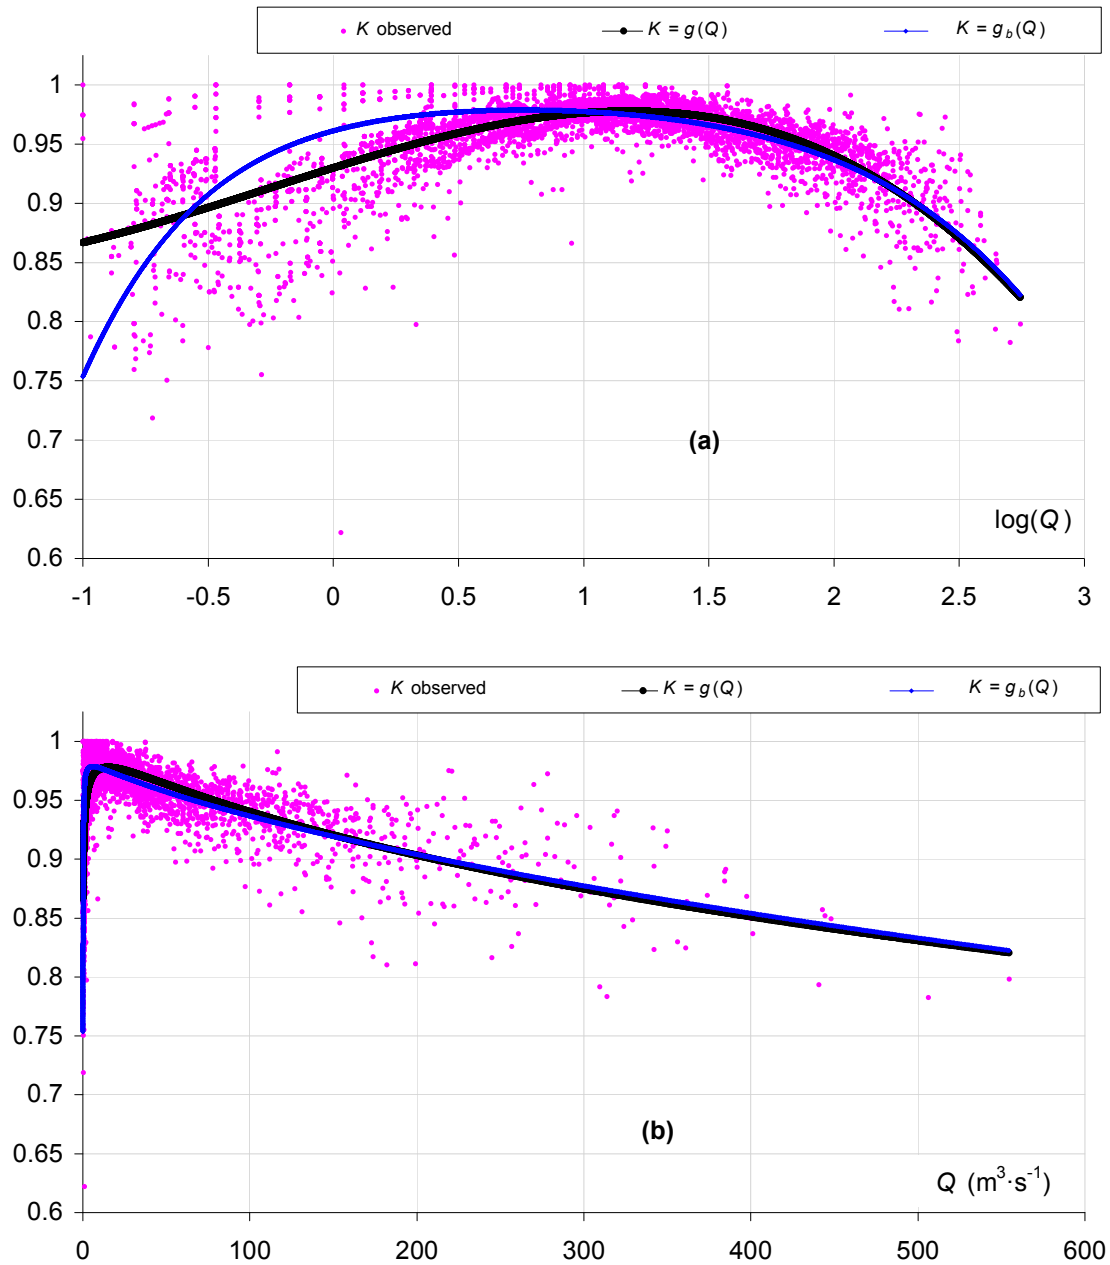 K observed K = g(Q) K = g_b(Q)
1
0.95
0.9
0.85
0.8
0.75
0.7
0.65
0.6
(a)
log(Q)
-1 -0.5 0 0.5 1 1.5 2 2.5 3
K observed K = g(Q) K = g_b(Q)
1
0.95
0.9
0.85
0.8
0.75
0.7
0.65
0.6
(b)
Q (m³·s⁻¹)
0 100 200 300 400 500 600